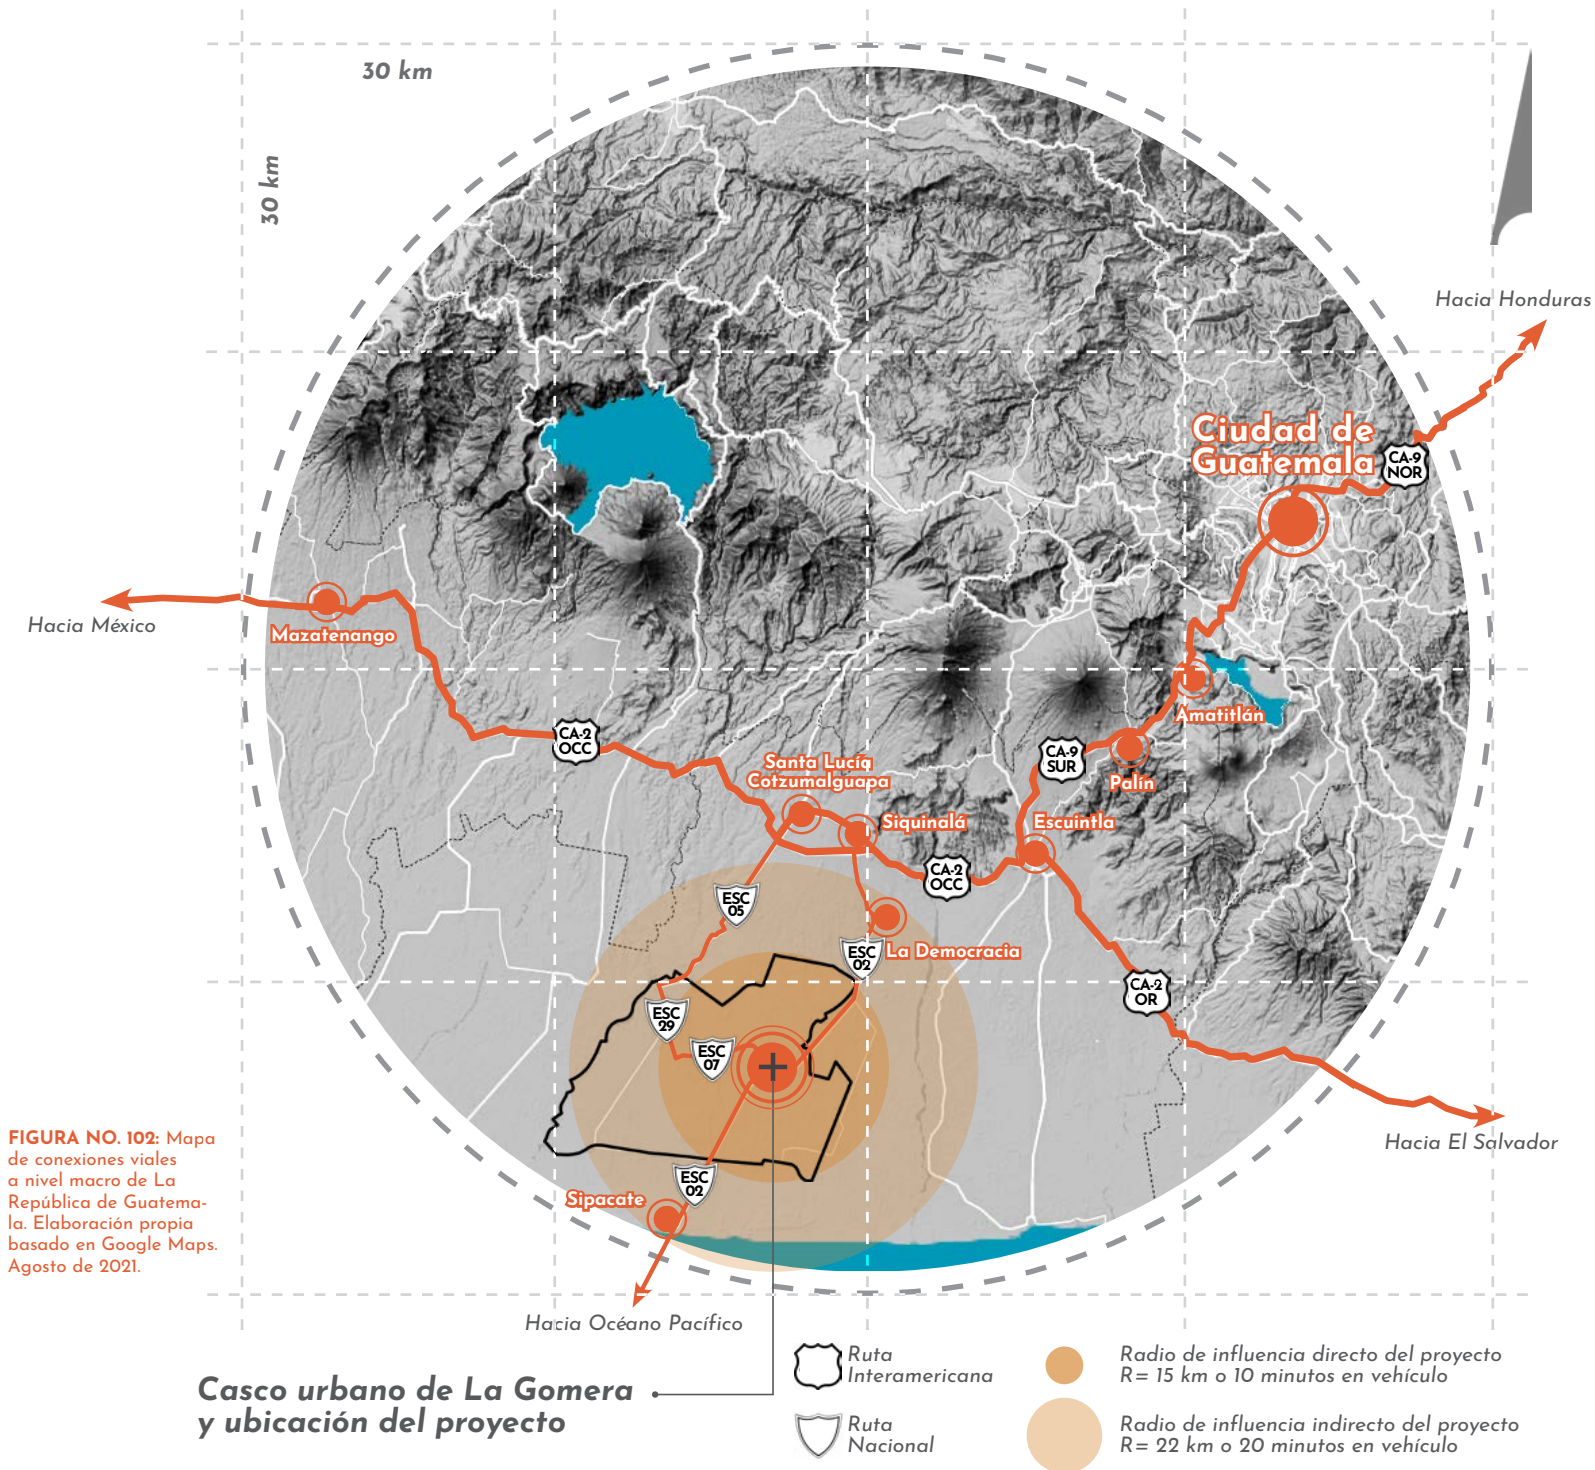 30 km
30 km
Hacia Honduras
Ciudad de
Guatemala
CA-9
NOR
Hacia México
Mazatenango
Amatitlán
CA-2
OCC
CA-9
SUR
Palín
Santa Lucía
Cotzumalguapa
Siquinalá
Escuintla
CA-2
OCC
ESC
05
La Democracia
ESC
02
CA-2
OR
ESC
29
ESC
07
Hacia El Salvador
ESC
02
Sipacate
Hacia Océano Pacífico
FIGURA NO. 102: Mapa
de conexiones viales
a nivel macro de La
República de Guatema-
la. Elaboración propia
basado en Google Maps.
Agosto de 2021.
Casco urbano de La Gomera
y ubicación del proyecto
Ruta
Interamericana
Ruta
Nacional
Radio de influencia directo del proyecto
R= 15 km o 10 minutos en vehículo
Radio de influencia indirecto del proyecto
R= 22 km o 20 minutos en vehículo